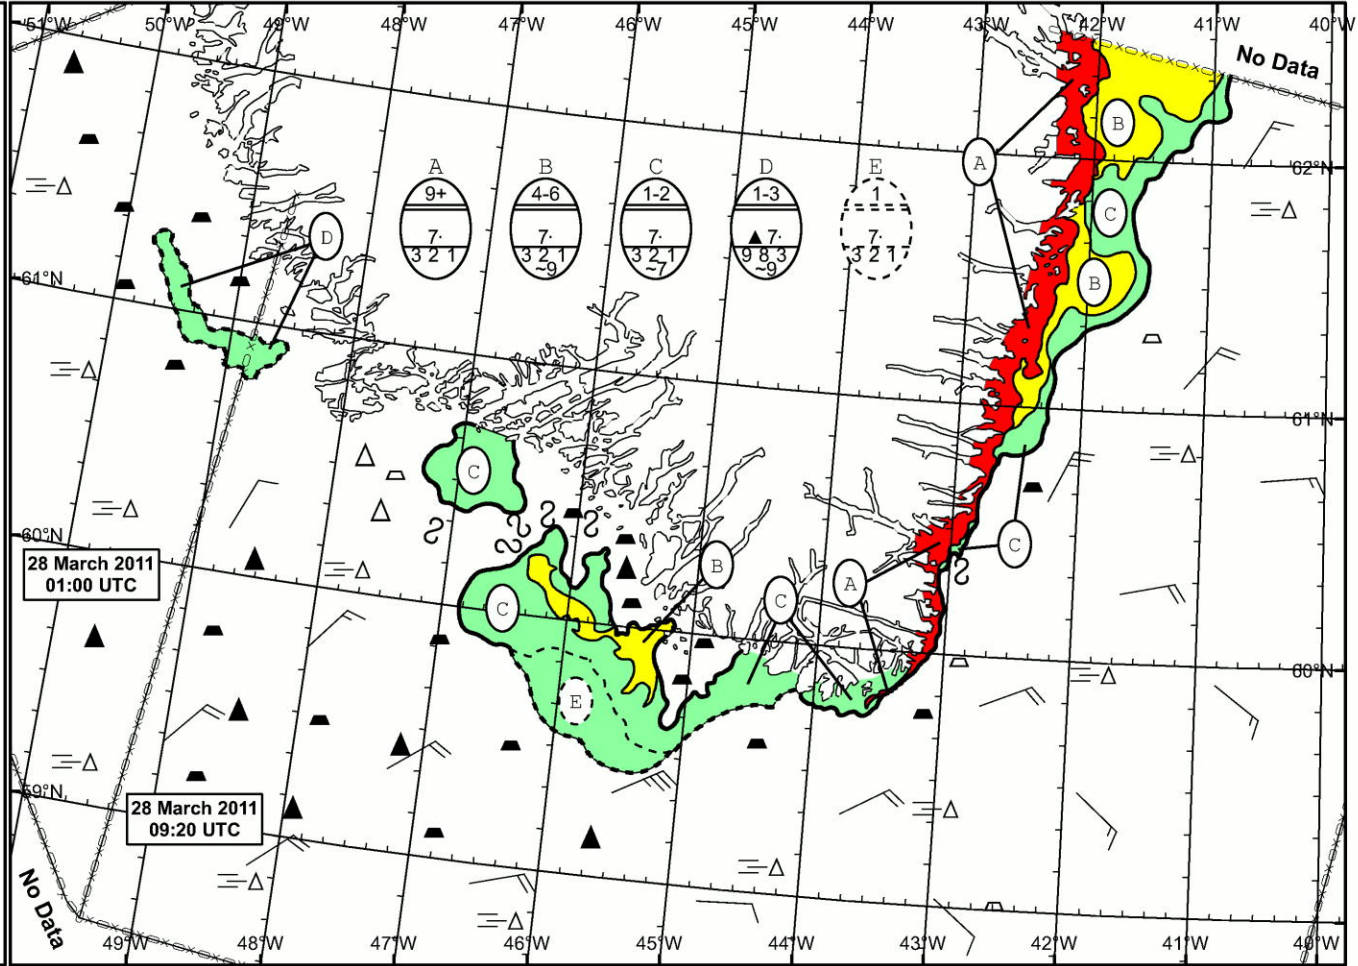 51°W 50°W 49°W 48°W 47°W 46°W 45°W 44°W 43°W 42°W 41°W 40°W
No Data
B
62°N
A
A B C D E
9+ 4-6 1-2 1-3 1
7· 7· 7· ▲ 7· 7·
3 2 1 3 2 1 3 2 1 9 8 3 3 2 1
~9 ~7 ~9
C
D
61°N
B
61°N
C
60°N
C
28 March 2011
01:00 UTC
B
A
C
C
60°N
E
59°N
28 March 2011
09:20 UTC
No Data
49°W 48°W 47°W 46°W 45°W 44°W 43°W 42°W 41°W 40°W